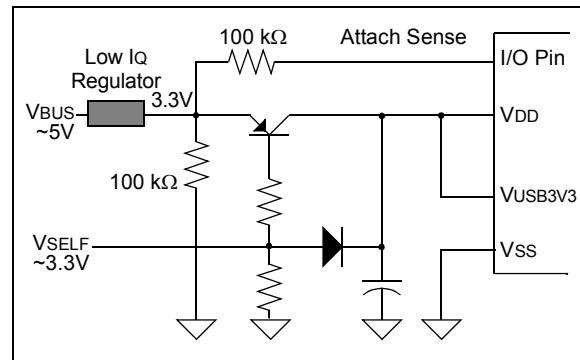 100 kΩ
Attach Sense
I/O Pin
Low IQ
Regulator
3.3V
VBUS
~5V
VDD
100 kΩ
VUSB3V3
VSELF
~3.3V
VSS